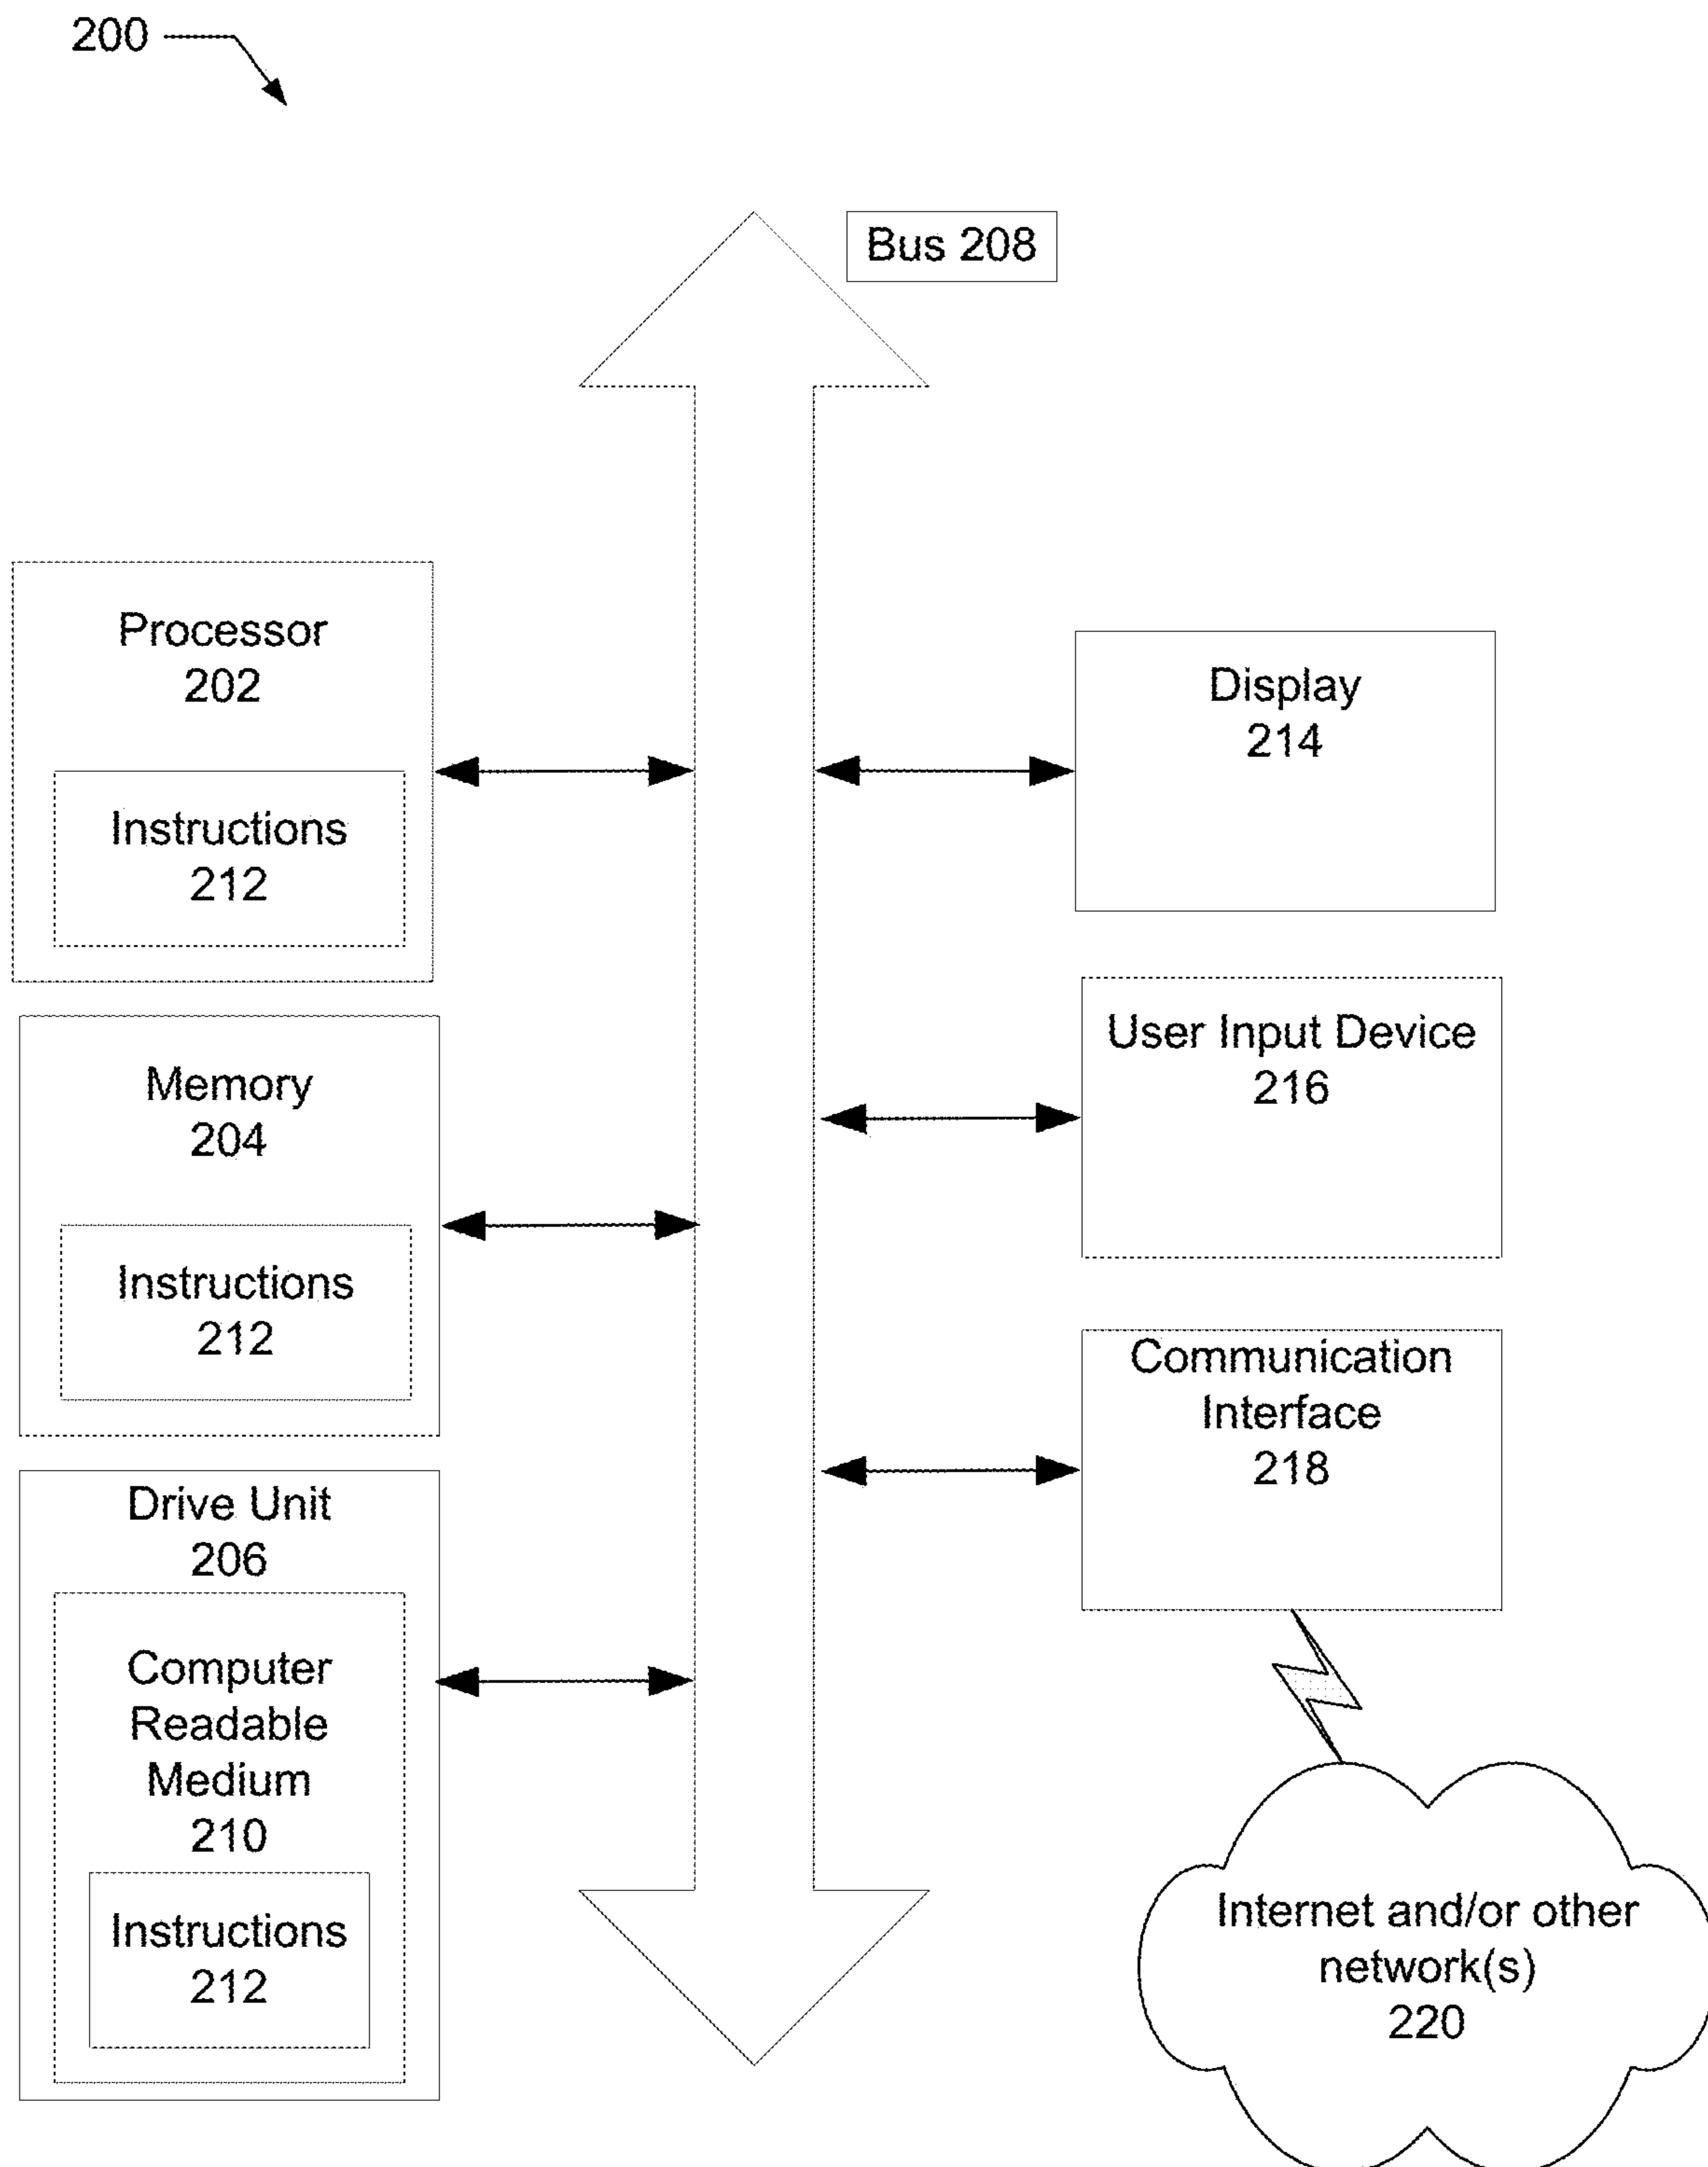 200
Bus 208
Processor
202
Instructions
212
Memory
204
Instructions
212
Drive Unit
206
Computer
Readable
Medium
210
Instructions
212
Display
214
User Input Device
216
Communication
Interface
218
Internet and/or other
network(s)
220